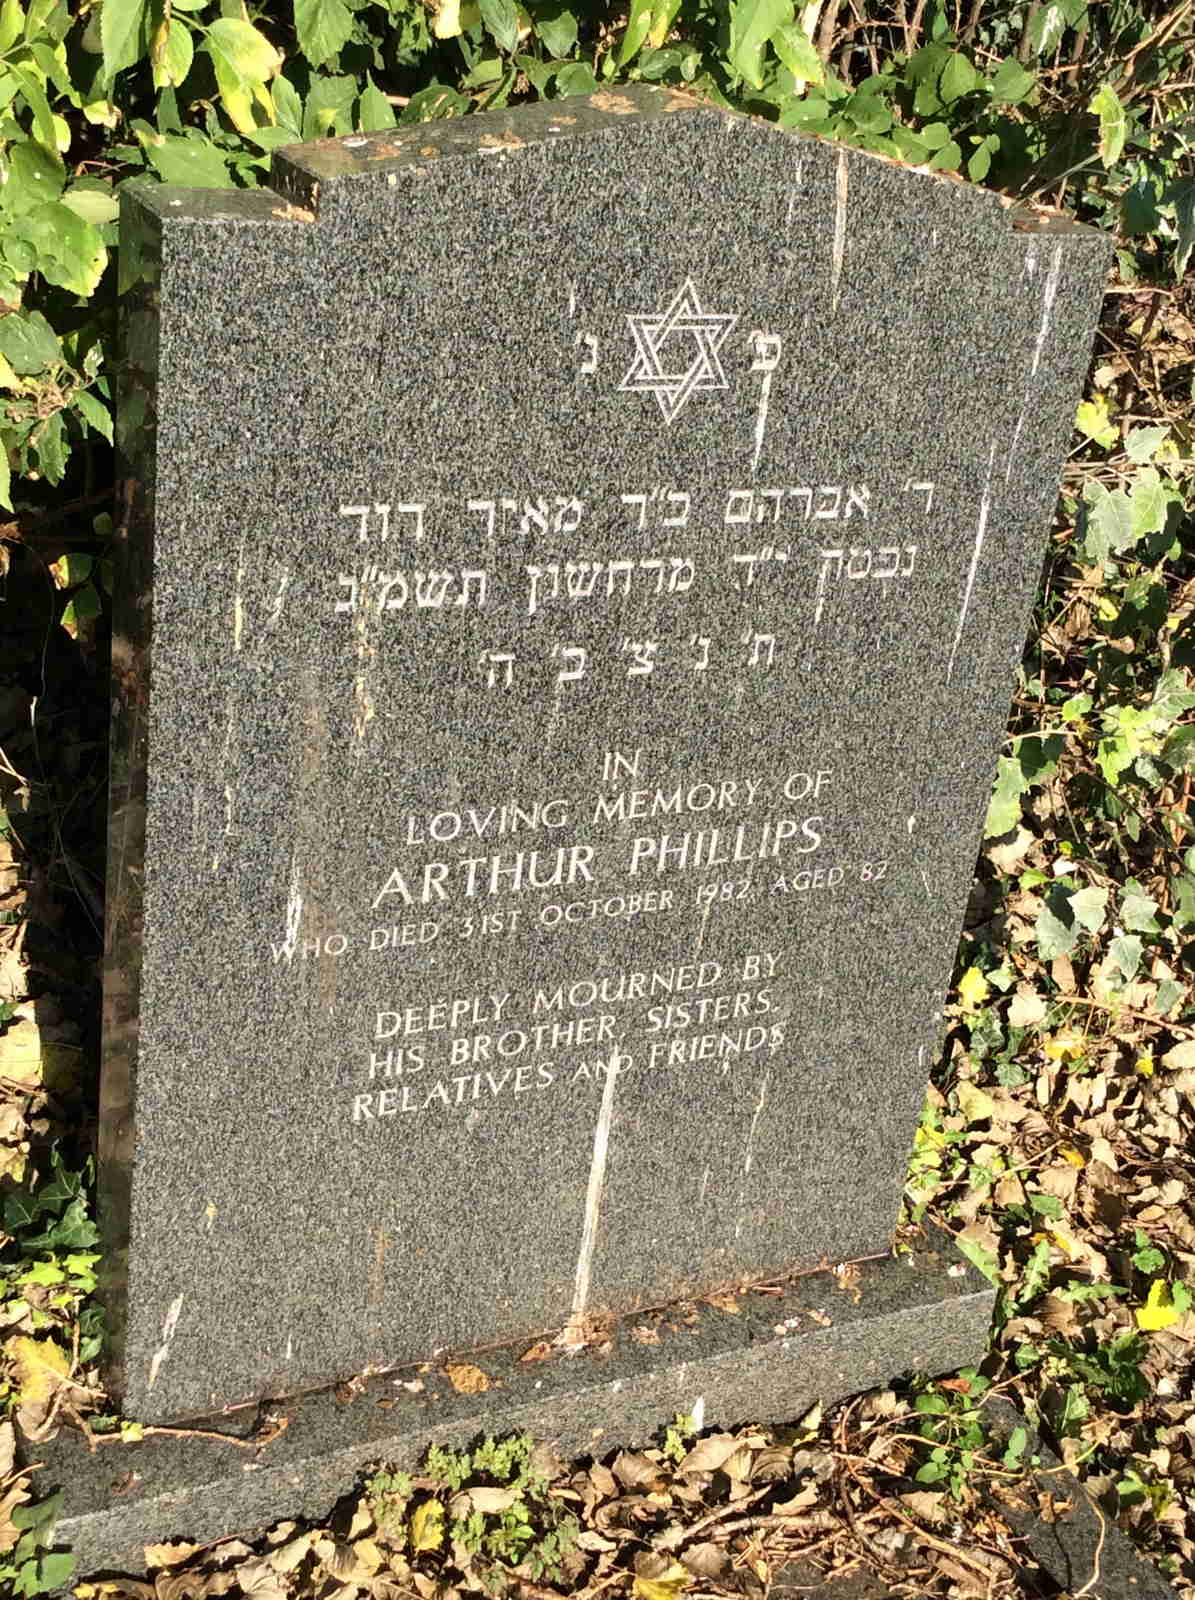 פ' נ'
ר' אברהם ב״ר מאיר דוד
נבטק י״ד מרחשון תשמ״ב
ת' נ' צ' ב' ה'
IN
LOVING MEMORY OF
ARTHUR PHILLIPS
WHO DIED 31ST OCTOBER 1982, AGED 82
DEEPLY MOURNED BY
HIS BROTHER, SISTERS,
RELATIVES AND FRIENDS